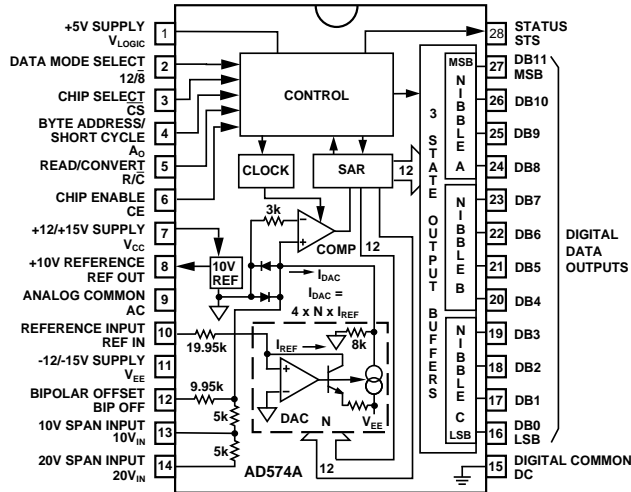 +5V SUPPLY
VLOGIC
1
DATA MODE SELECT
12/8̅
2
CHIP SELECT
C̅S̅
3
BYTE ADDRESS/
SHORT CYCLE
AO
4
READ/CONVERT
R/C̅
5
CHIP ENABLE
CE
6
+12/+15V SUPPLY
VCC
7
+10V REFERENCE
REF OUT
8
ANALOG COMMON
AC
9
REFERENCE INPUT
REF IN
10
-12/-15V SUPPLY
VEE
11
BIPOLAR OFFSET
BIP OFF
12
10V SPAN INPUT
10VIN
13
20V SPAN INPUT
20VIN
14
CONTROL
CLOCK
SAR
12
3k
COMP
12
10V
REF
IDAC
IDAC =
4 x N x IREF
19.95k
IREF
8k
9.95k
5k
5k
DAC
N
VEE
12
AD574A
3 STATE OUTPUT BUFFERS
MSB
NIBBLE A
NIBBLE B
NIBBLE C
LSB
28
STATUS
STS
27
DB11
MSB
26
DB10
25
DB9
24
DB8
23
DB7
22
DB6
21
DB5
20
DB4
19
DB3
18
DB2
17
DB1
16
DB0
LSB
15
DIGITAL COMMON
DC
DIGITAL DATA
OUTPUTS